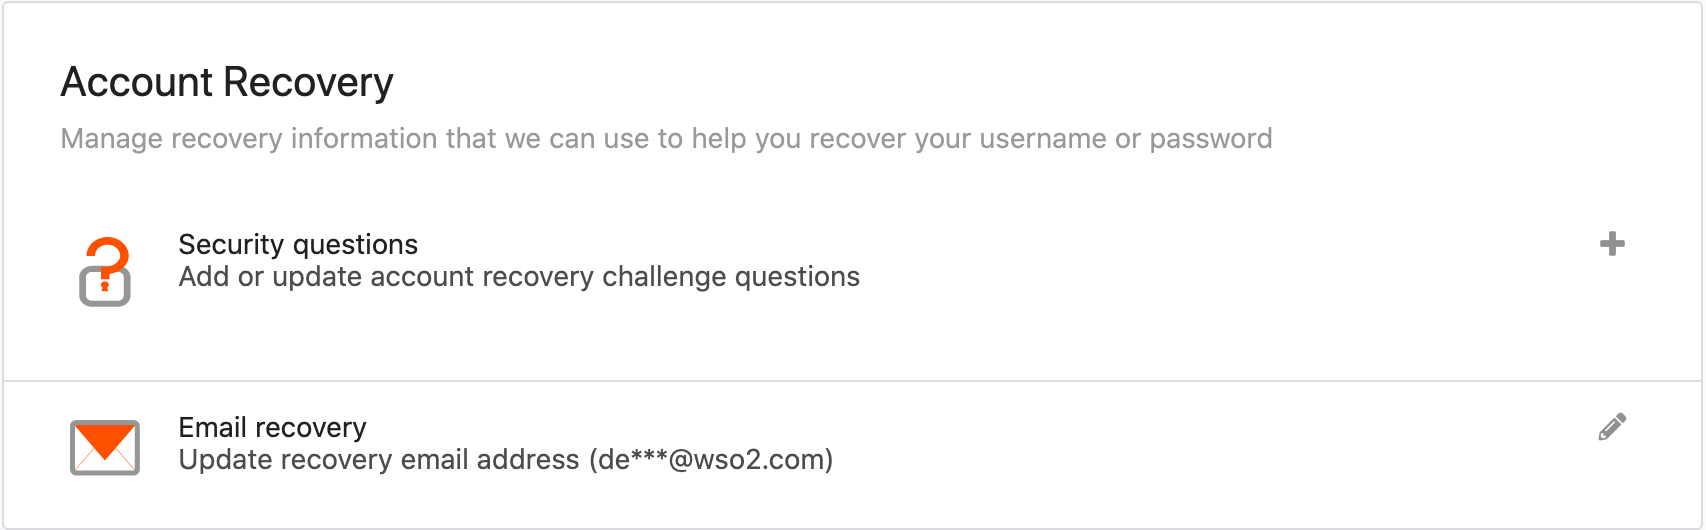 Account Recovery
Manage recovery information that we can use to help you recover your username or password
Security questions
Add or update account recovery challenge questions
Email recovery
Update recovery email address (de***@wso2.com)